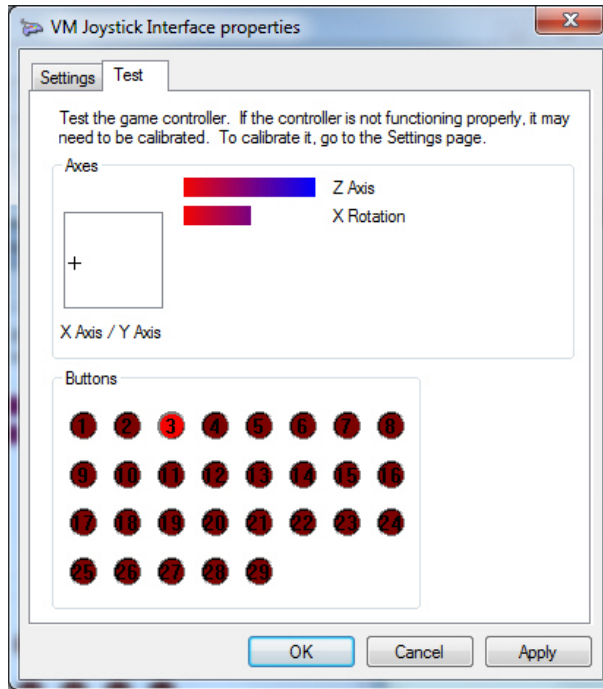 VM Joystick Interface properties
Settings Test
Test the game controller. If the controller is not functioning properly, it may
need to be calibrated. To calibrate it, go to the Settings page.
Axes
Z Axis
X Rotation
X Axis / Y Axis
Buttons
1 2 3 4 5 6 7 8
9 10 11 12 13 14 15 16
17 18 19 20 21 22 23 24
25 26 27 28 29
OK Cancel Apply